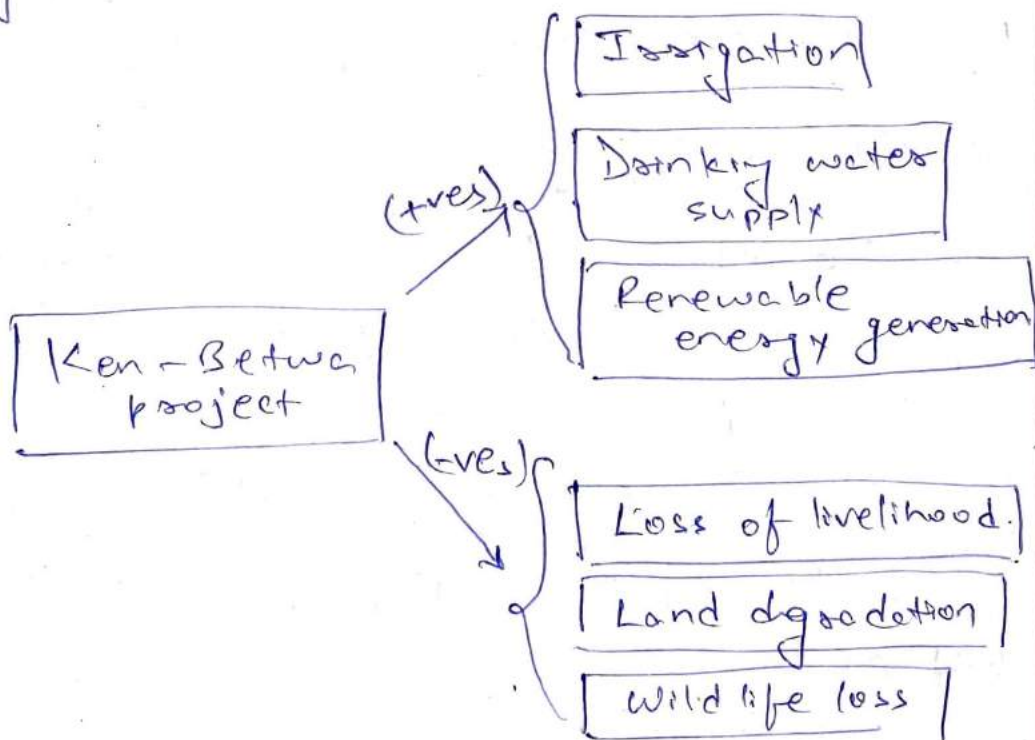 (+ves)
Irrigation
Drinking water
supply
Renewable
energy generation
Ken-Betwa
project
(-ves)
Loss of livelihood.
Land dgradation
Wild life loss